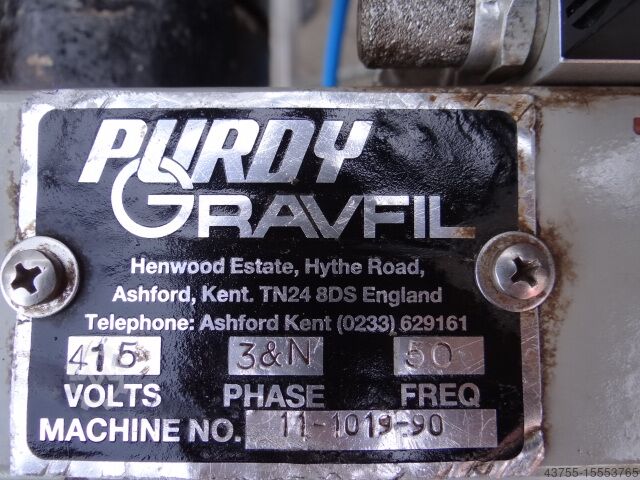 PURDY
GRAVFIL
Henwood Estate, Hythe Road,
Ashford, Kent. TN24 8DS England
Telephone: Ashford Kent (0233) 629161
415 3&N 50
VOLTS PHASE FREQ
MACHINE NO. 11-1019-90
43755-15553765